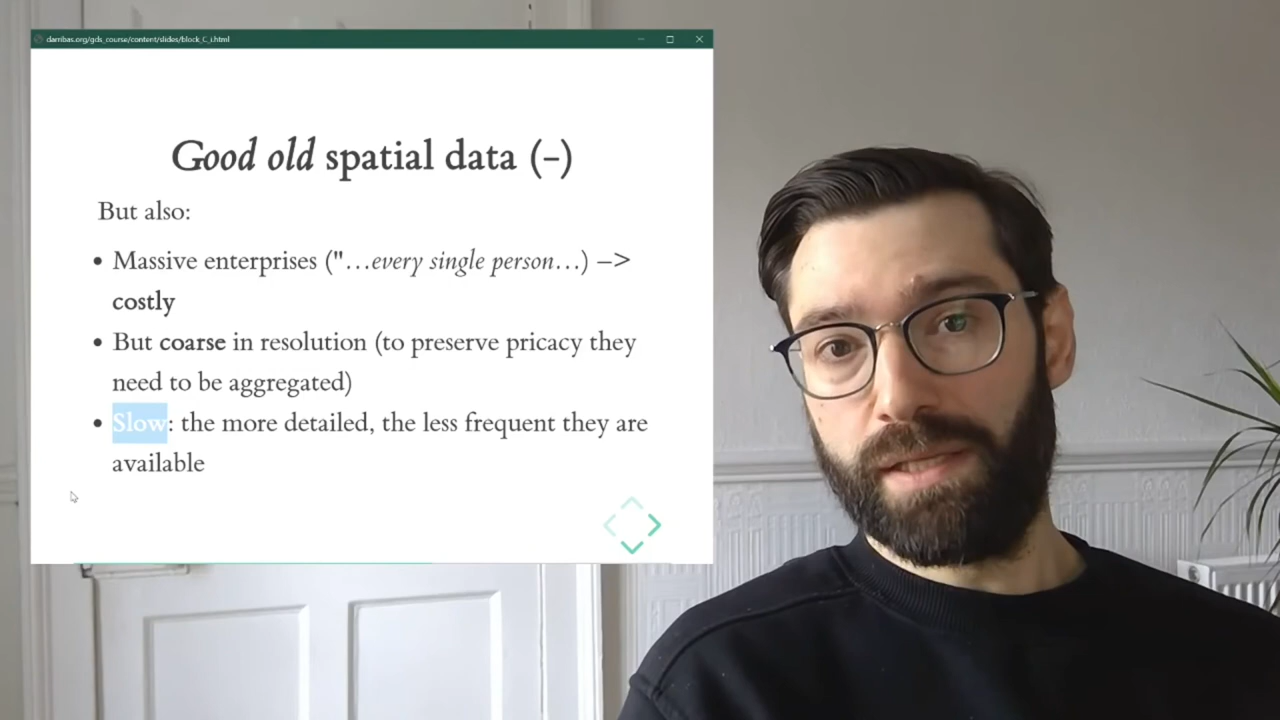 darribas.org/gds_course/content/slides/block_C_i.html
Good old spatial data (-)
But also:
• Massive enterprises ("…every single person…) –>
costly
• But coarse in resolution (to preserve pricacy they
need to be aggregated)
• Slow: the more detailed, the less frequent they are
available